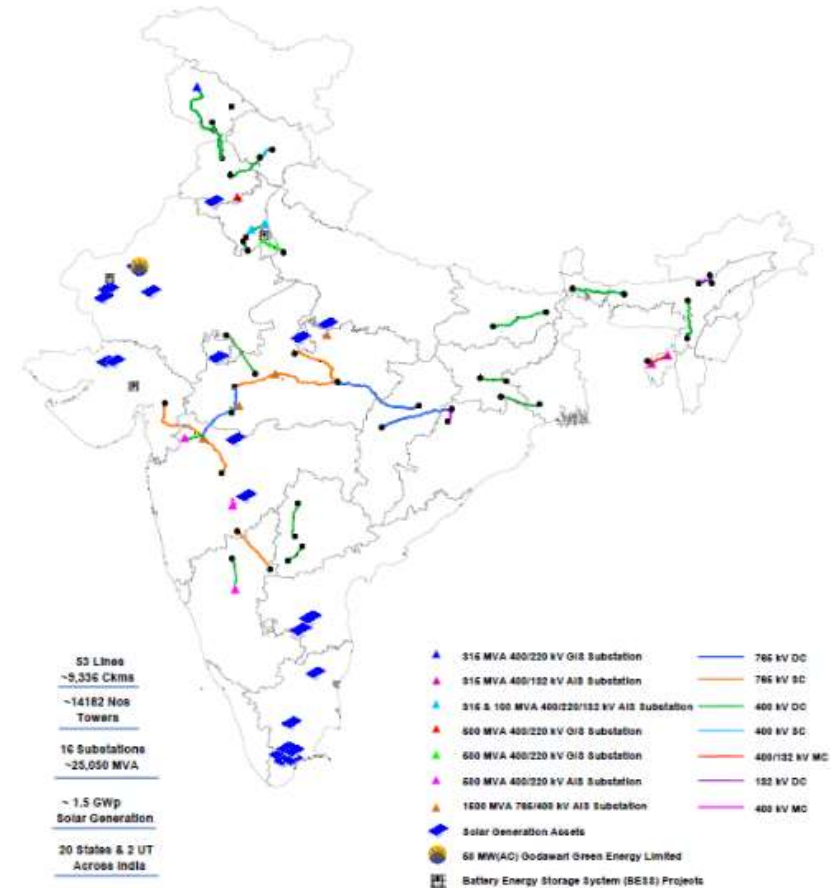 53 Lines
~9,336 Ckms
~14182 Nos
Towers
16 Substations
~25,050 MVA
~ 1.5 GWp
Solar Generation
20 States & 2 UT
Across India
315 MVA 400/220 kV GIS Substation
315 MVA 400/132 kV AIS Substation
315 & 100 MVA 400/220/132 kV AIS Substation
500 MVA 400/220 kV GIS Substation
500 MVA 400/220 kV GIS Substation
500 MVA 400/220 kV AIS Substation
1500 MVA 765/400 kV AIS Substation
Solar Generation Assets
50 MW(AC) Godawari Green Energy Limited
Battery Energy Storage System (BESS) Projects
765 kV DC
765 kV SC
400 kV DC
400 kV SC
400/132 kV MC
132 kV DC
400 kV MC